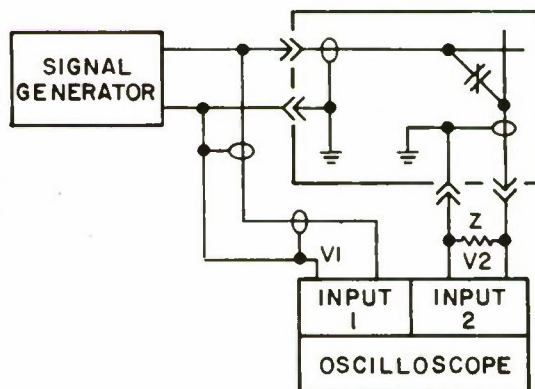 SIGNAL
GENERATOR
Z
V1
V2
INPUT
1
INPUT
2
OSCILLOSCOPE